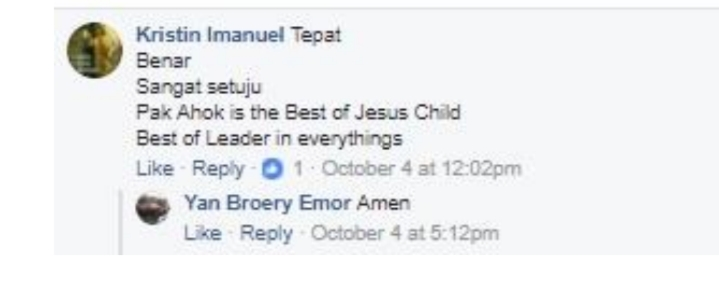 Kristin Imanuel Tepat
Benar
Sangat setuju
Pak Ahok is the Best of Jesus Child
Best of Leader in everythings
Like · Reply · 1 · October 4 at 12:02pm
Yan Broery Emor Amen
Like · Reply · October 4 at 5:12pm